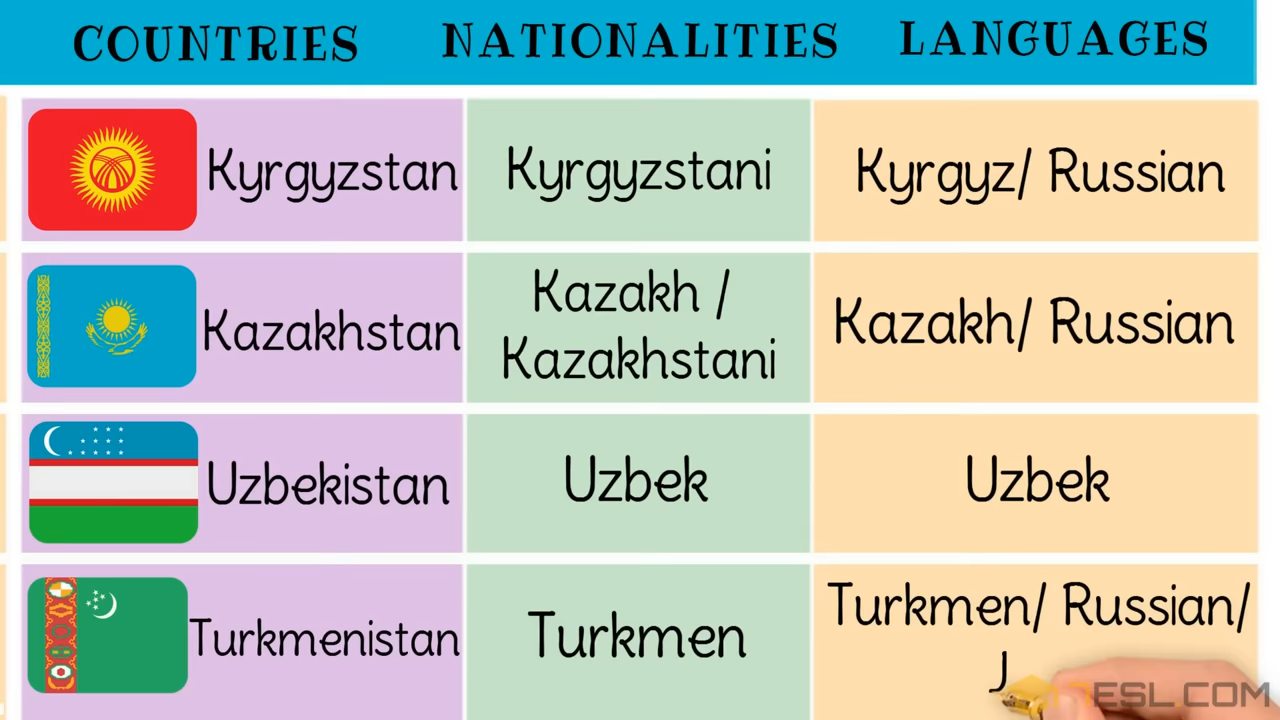 COUNTRIES NATIONALITIES LANGUAGES
Kyrgyzstan Kyrgyzstani Kyrgyz/ Russian
Kazakhstan Kazakh / Kazakhstani Kazakh/ Russian
Uzbekistan Uzbek Uzbek
Turkmenistan Turkmen Turkmen/ Russian/
ESL.COM